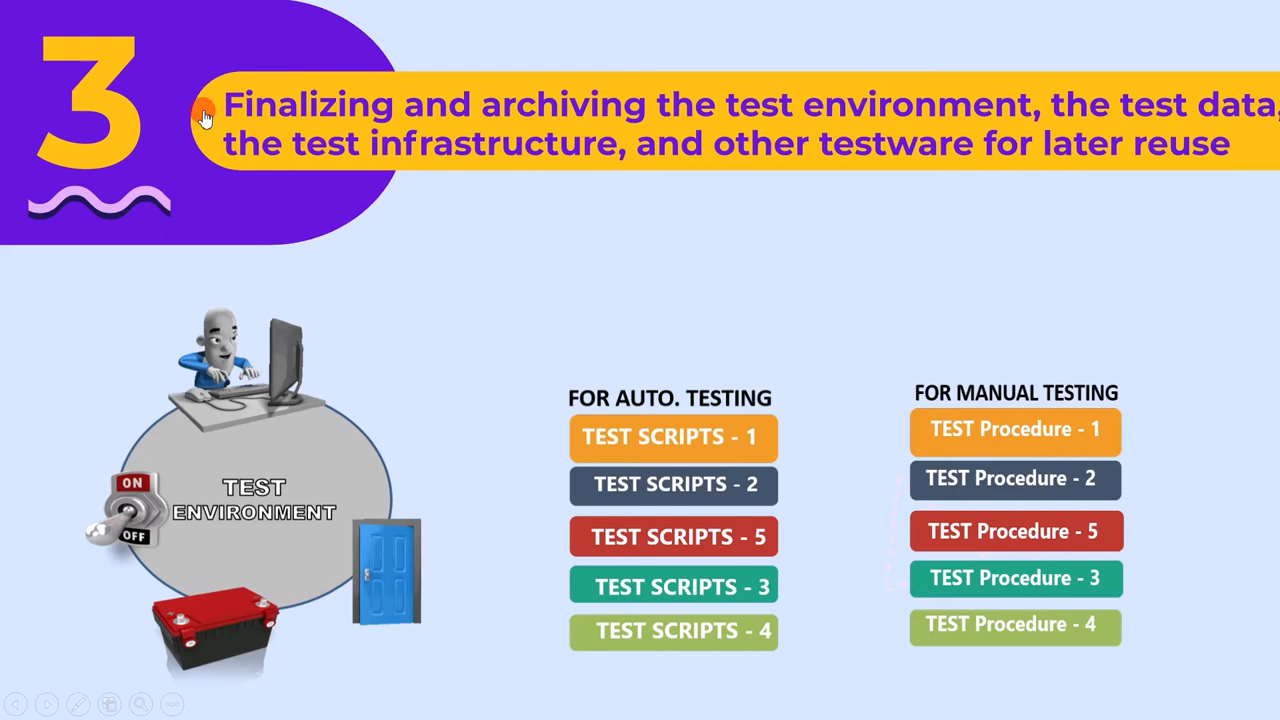 3
Finalizing and archiving the test environment, the test data,
the test infrastructure, and other testware for later reuse
TEST
ENVIRONMENT
ON
OFF
FOR AUTO. TESTING
TEST SCRIPTS - 1
TEST SCRIPTS - 2
TEST SCRIPTS - 5
TEST SCRIPTS - 3
TEST SCRIPTS - 4
FOR MANUAL TESTING
TEST Procedure - 1
TEST Procedure - 2
TEST Procedure - 5
TEST Procedure - 3
TEST Procedure - 4